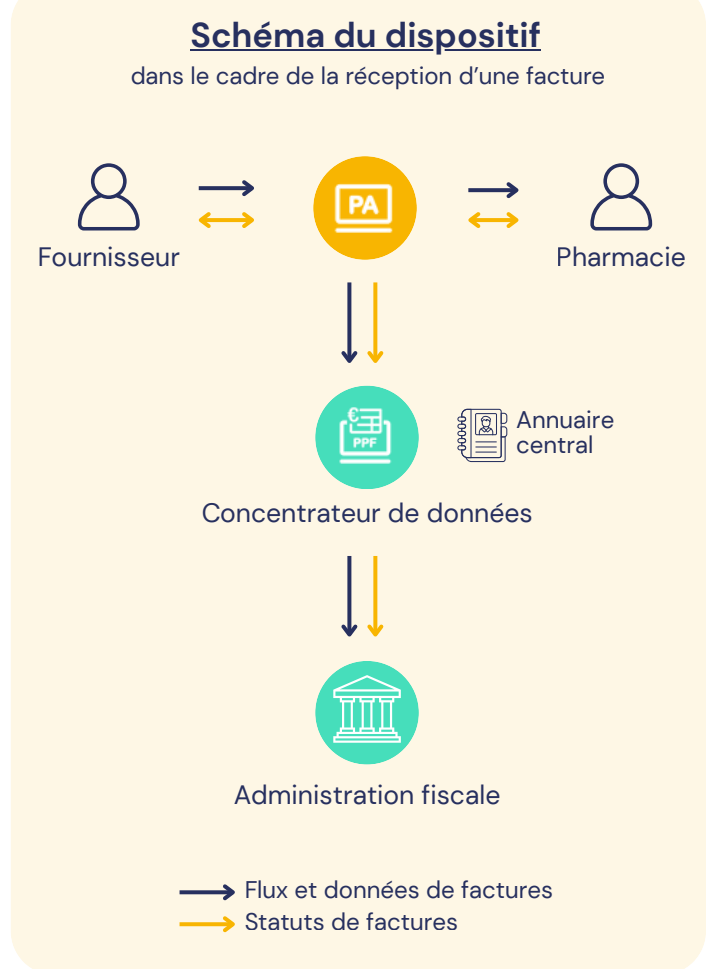 Schéma du dispositif
dans le cadre de la réception d’une facture
PA
Fournisseur
Pharmacie
€
PPF
Annuaire
central
Concentrateur de données
Administration fiscale
Flux et données de factures
Statuts de factures